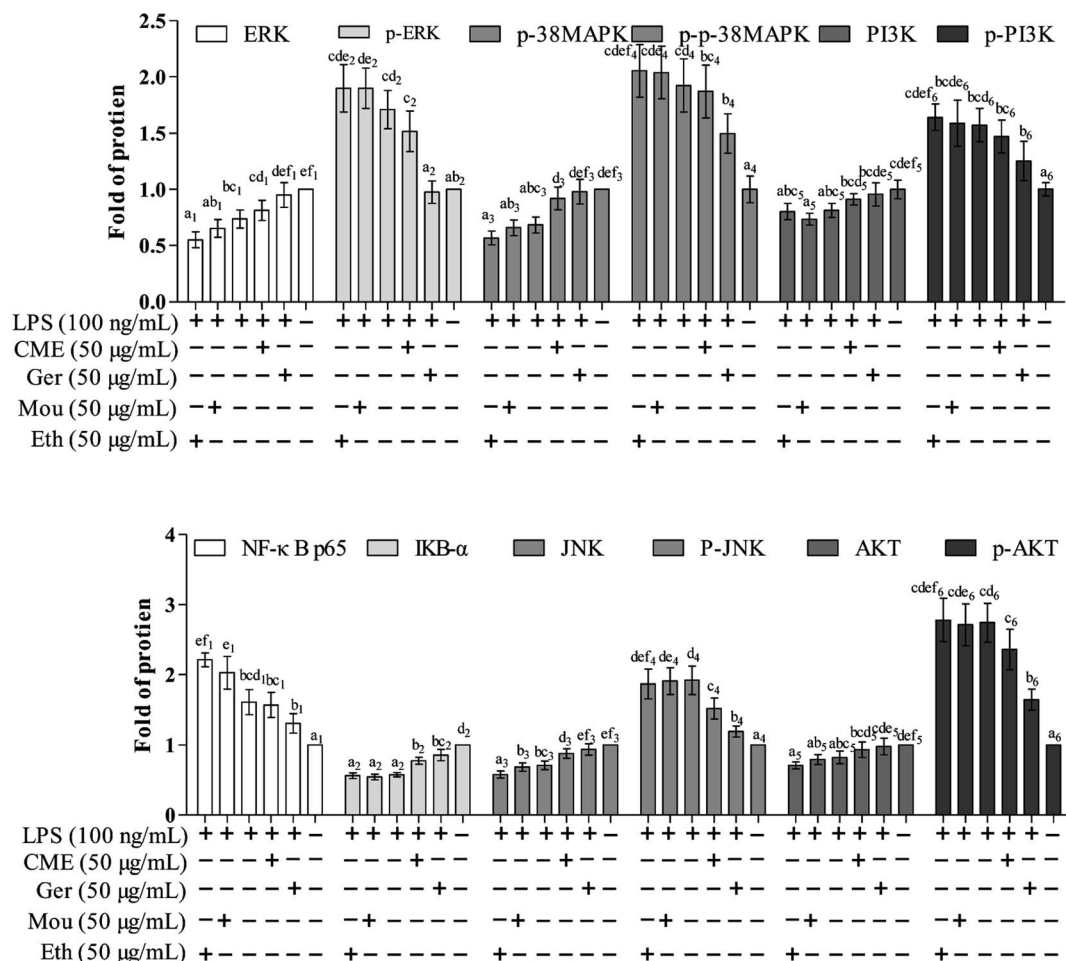 2.5
ERK p-ERK p-38MAPK p-p-38MAPK PI3K p-PI3K
2.0
1.5
1.0
0.5
0.0
Fold of protien
a1 ab1 bc1 cd1 def1 ef1
cde2 de2 cd2 c2 a2 ab2
a3 ab3 abc3 d3 def3 def3
cdef4 cde4 cd4 bc4 b4 a4
abc5 a5 abc5 bcd5 bcde5 cdef5
cdef6 bcde6 bcd6 bc6 b6 a6
LPS (100 ng/mL) + + + + + − + + + + + − + + + + + − + + + + + − + + + + + − + + + + + −
CME (50 µg/mL) − − − + − − − − − + − − − − − + − − − − − + − − − − − + − − − − − + − −
Ger (50 µg/mL) − − − − + − − − − − + − − − − − + − − − − − + − − − − − + − − − − − + −
Mou (50 µg/mL) − + − − − − − + − − − − − + − − − − − + − − − − − + − − − − − + − − − −
Eth (50 µg/mL) + − − − − − + − − − − − + − − − − − + − − − − − + − − − − − + − − − − −
4
NF-κ B p65 IKB-α JNK P-JNK AKT p-AKT
3
2
1
0
Fold of protien
ef1 e1 bcd1 bc1 b1 a1
a2 a2 a2 b2 bc2 d2
a3 b3 bc3 d3 ef3 ef3
def4 de4 d4 c4 b4 a4
a5 ab5 abc5 bcd5 cde5 def5
cdef6 cde6 cd6 c6 b6 a6
LPS (100 ng/mL) + + + + + − + + + + + − + + + + + − + + + + + − + + + + + − + + + + + −
CME (50 µg/mL) − − − + − − − − − + − − − − − + − − − − − + − − − − − + − − − − − + − −
Ger (50 µg/mL) − − − − + − − − − − + − − − − − + − − − − − + − − − − − + − − − − − + −
Mou (50 µg/mL) − + − − − − − + − − − − − + − − − − − + − − − − − + − − − − − + − − − −
Eth (50 µg/mL) + − − − − − + − − − − − + − − − − − + − − − − − + − − − − − + − − − − −